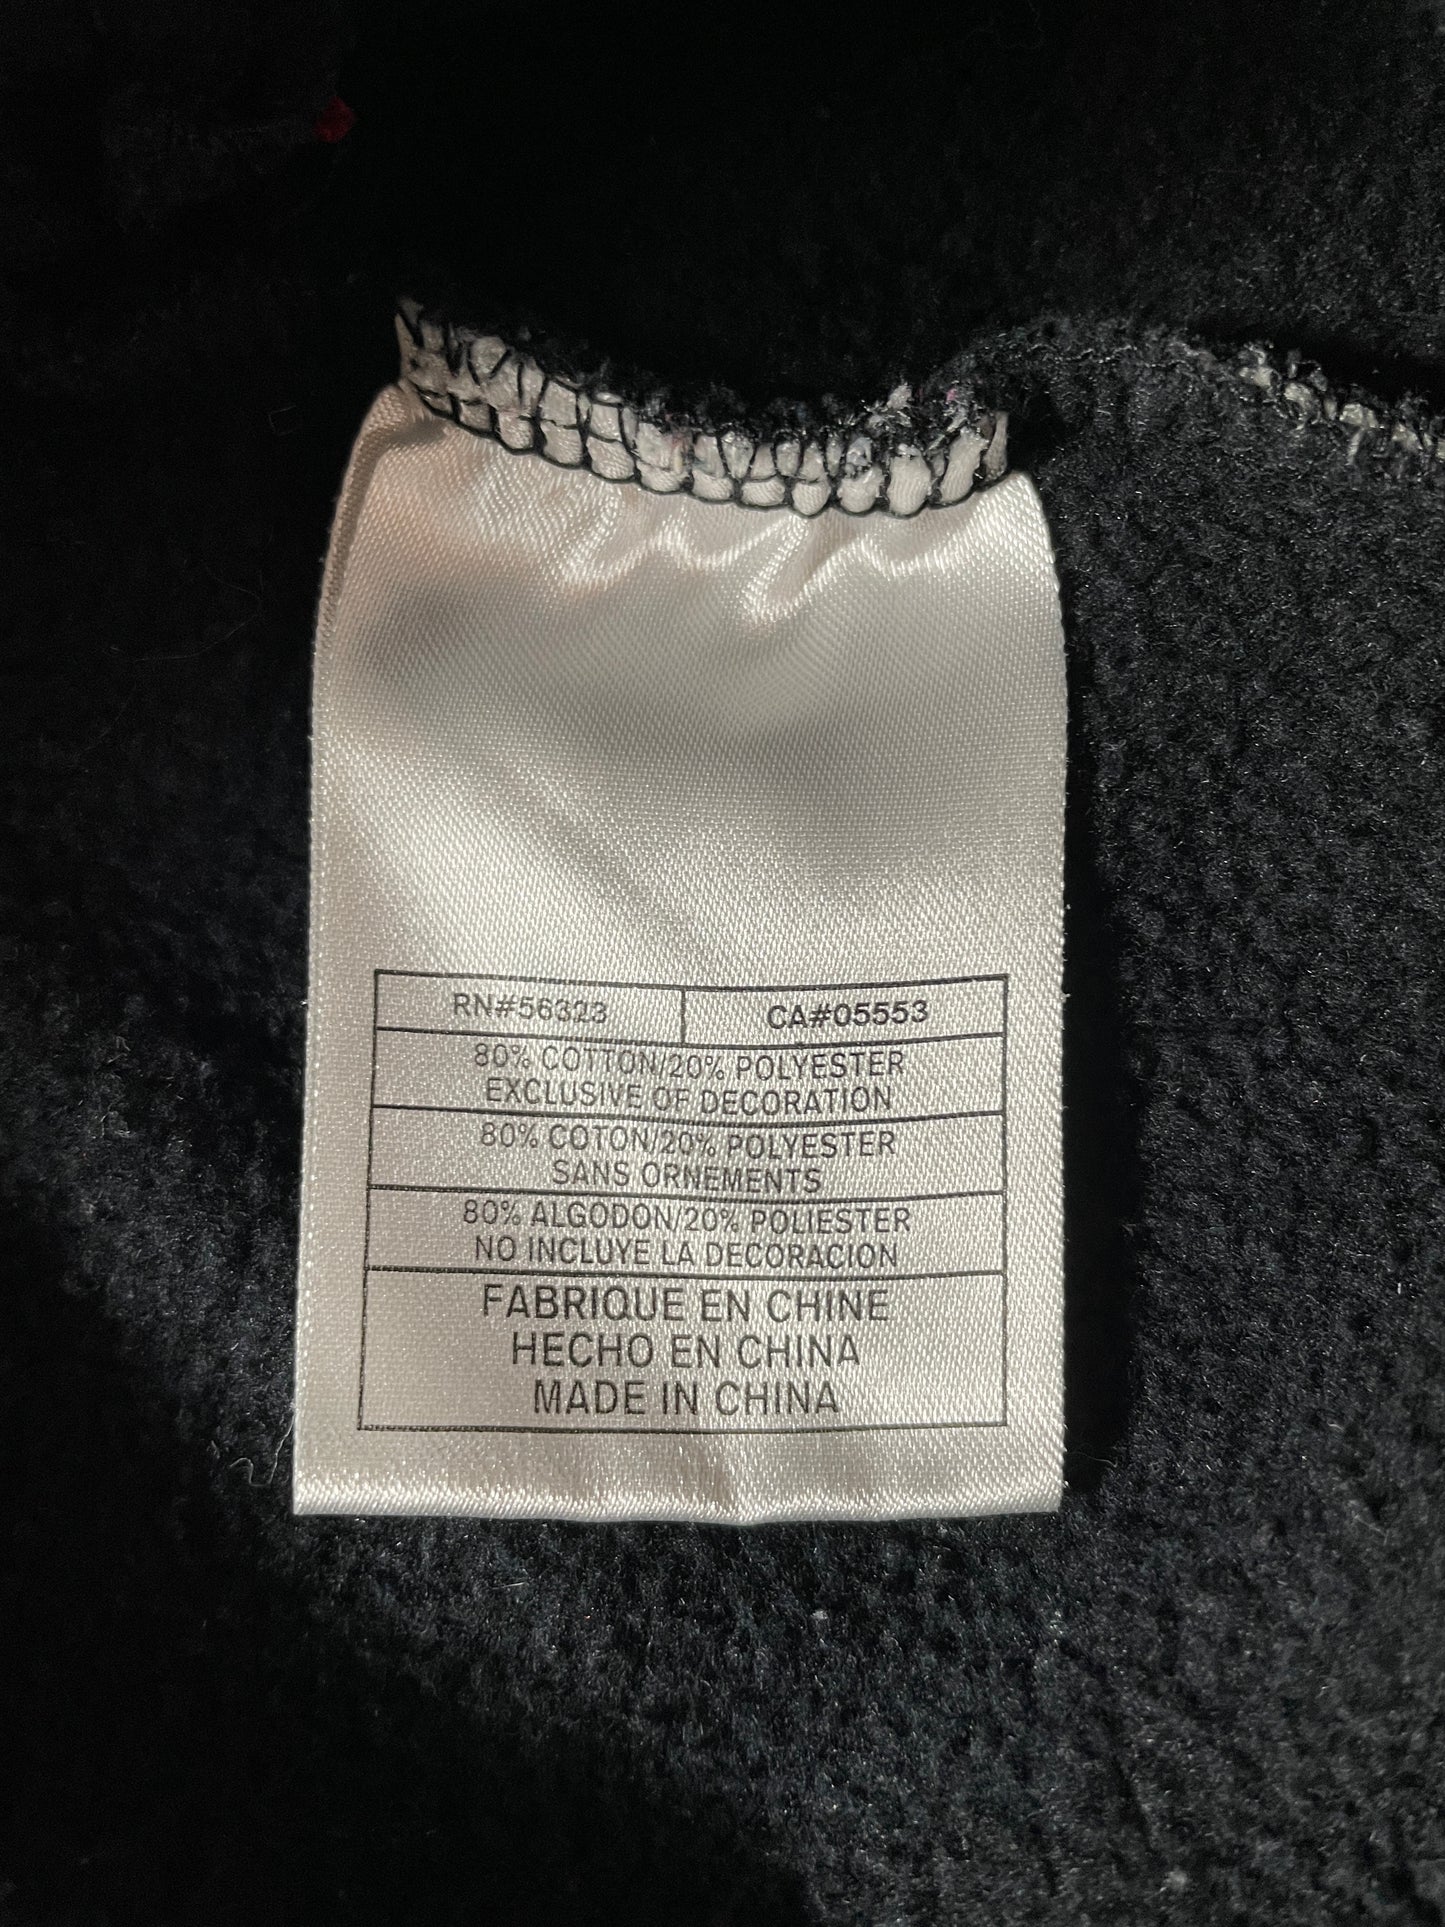 RN#56323 CA#05553
80% COTTON/20% POLYESTER
EXCLUSIVE OF DECORATION
80% COTON/20% POLYESTER
SANS ORNEMENTS
80% ALGODON/20% POLIESTER
NO INCLUYE LA DECORACION
FABRIQUE EN CHINE
HECHO EN CHINA
MADE IN CHINA